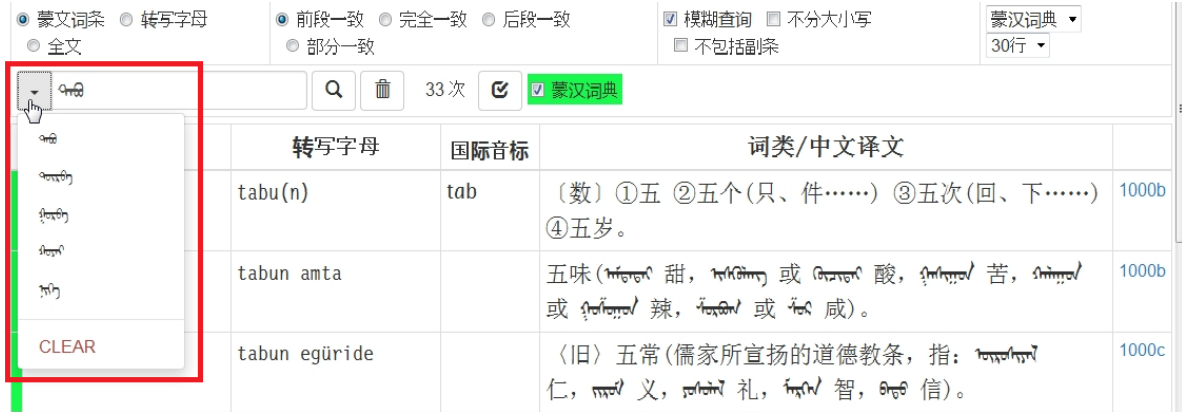 蒙文词条 转写字母 前段一致 完全一致 后段一致 模糊查询 不分大小写 蒙汉词典
全文 部分一致 不包括副条 30行
33 次 蒙汉词典
转写字母 国际音标 词类/中文译文
tabu(n) tab 〔数〕①五 ②五个(只、件……) ③五次(回、下……) 1000b
④五岁。
tabun amta 五味( 甜, 或 酸, 苦, 1000b
或 辣, 或 咸)。
CLEAR
tabun egüride 〈旧〉五常(儒家所宣扬的道德教条, 指: 1000c
仁, 义, 礼, 智, 信)。